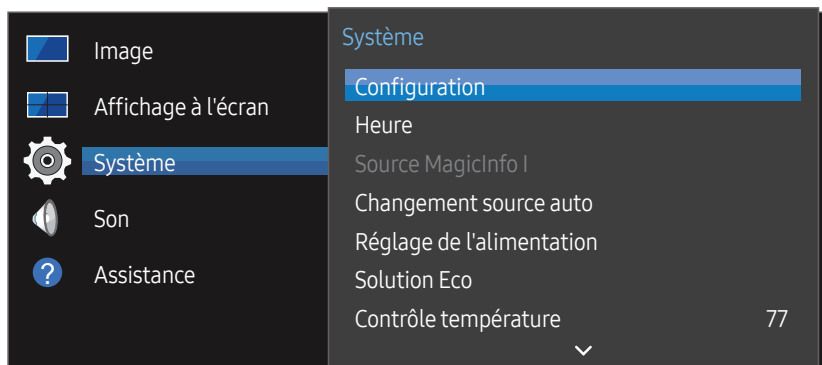 Image
Affichage à l'écran
Système
Son
?
Assistance
Système
Configuration
Heure
Source MagicInfo I
Changement source auto
Réglage de l'alimentation
Solution Eco
Contrôle température 77